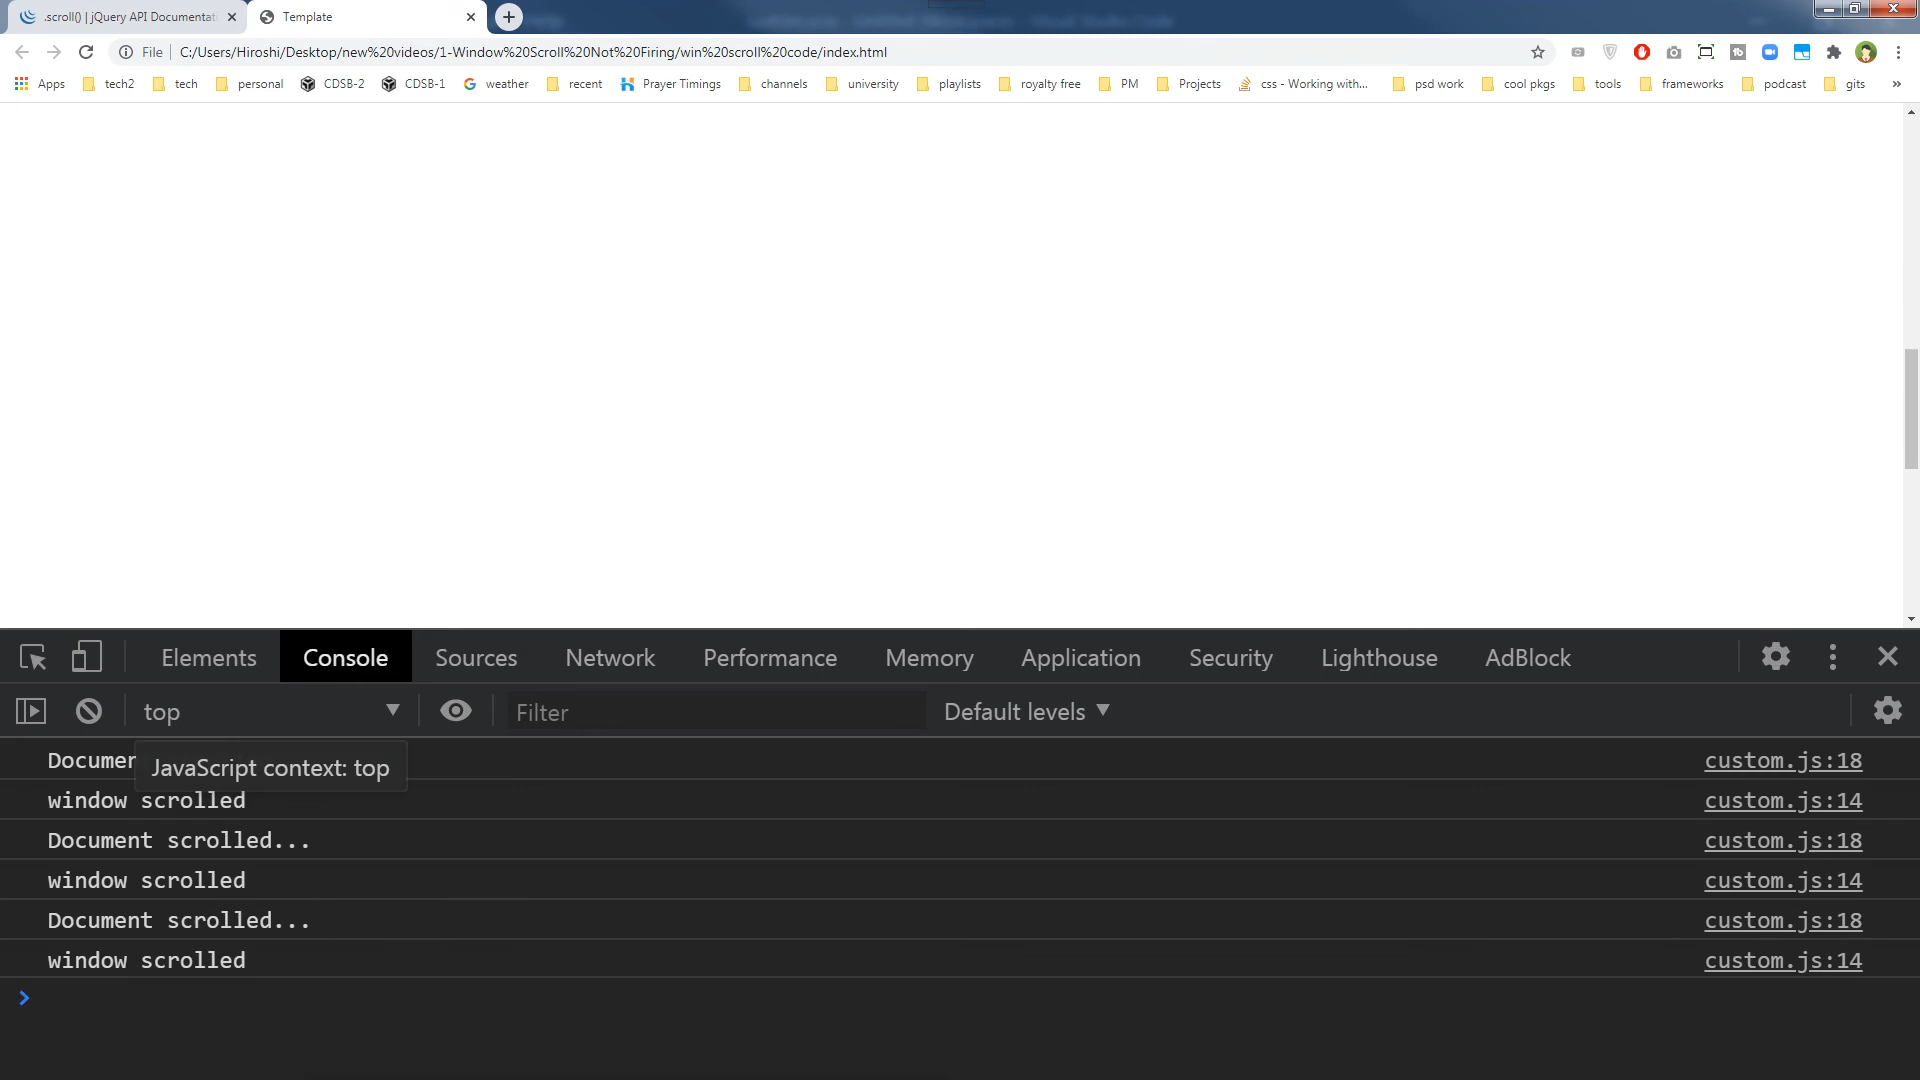 .scroll() | jQuery API Documentati
Template
File
C:/Users/Hiroshi/Desktop/new%20videos/1-Window%20Scroll%20Not%20Firing/win%20scroll%20code/index.html
Apps tech2 tech personal CDSB-2 CDSB-1 weather recent Prayer Timings channels university playlists royalty free PM Projects css - Working with... psd work cool pkgs tools frameworks podcast gits »
Elements Console Sources Network Performance Memory Application Security Lighthouse AdBlock
top Filter Default levels
Documen custom.js:18
JavaScript context: top
window scrolled custom.js:14
Document scrolled... custom.js:18
window scrolled custom.js:14
Document scrolled... custom.js:18
window scrolled custom.js:14